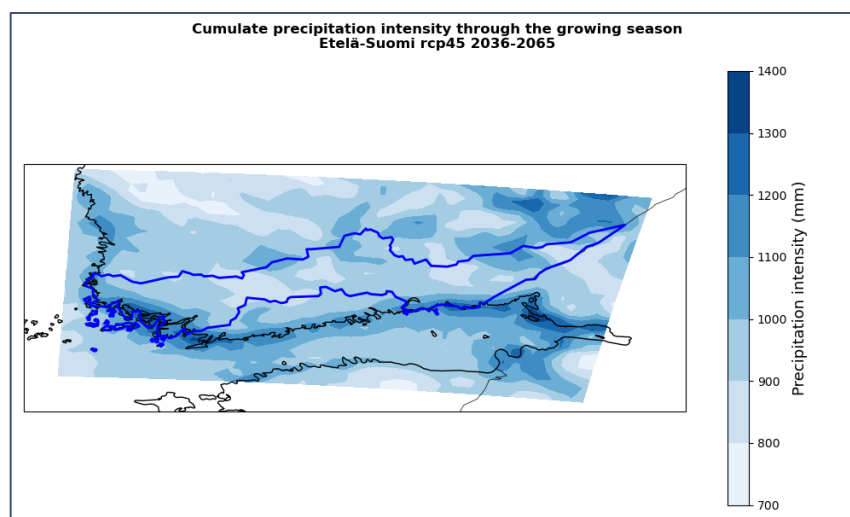 Cumulate precipitation intensity through the growing season
Etelä-Suomi rcp45 2036-2065
1400
1300
1200
1100
1000
900
800
700
Precipitation intensity (mm)